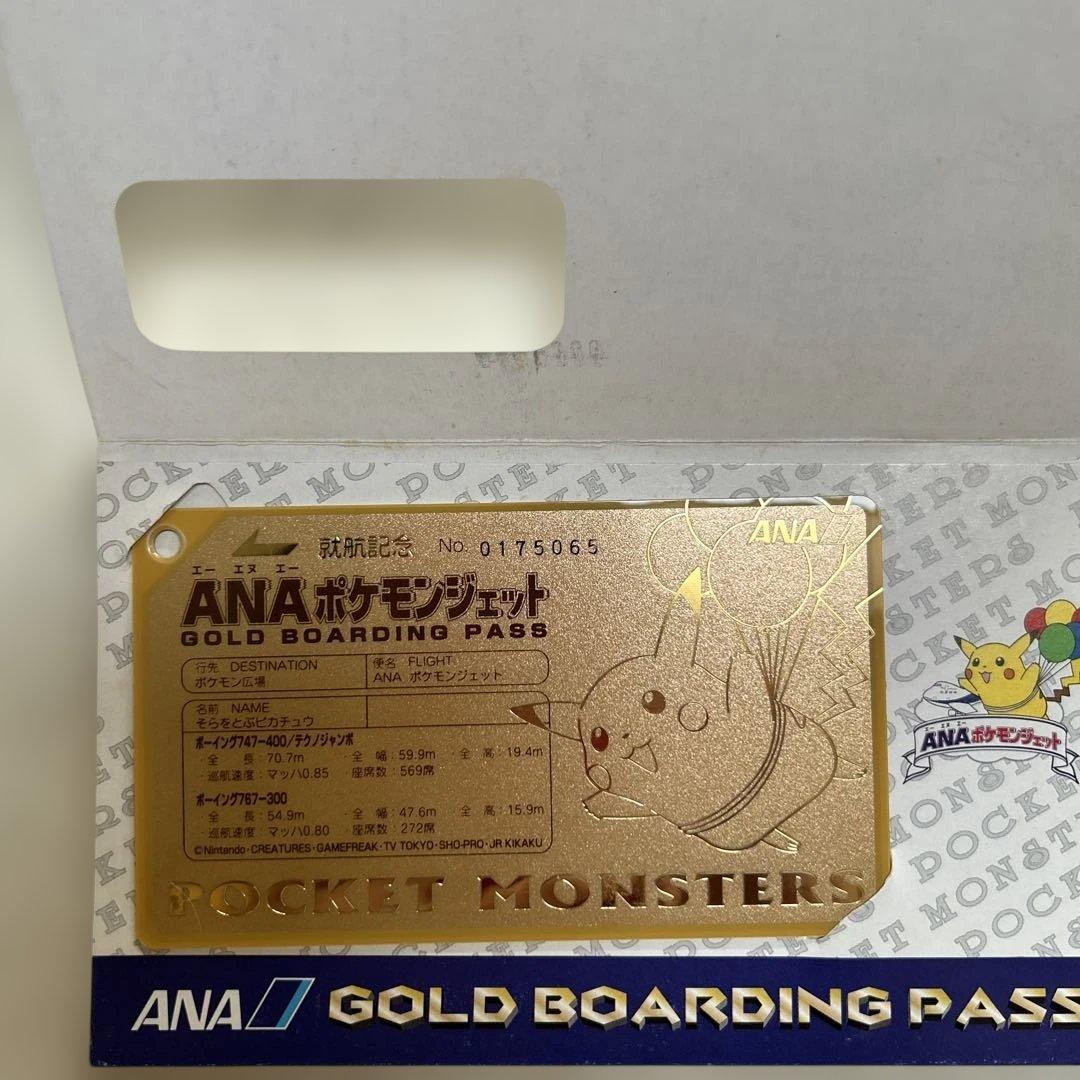 就航記念 No. 0175065
エー エヌ エー
ANAポケモンジェット
GOLD BOARDING PASS
行先 DESTINATION
ポケモン広場
便名 FLIGHT
ANA ポケモンジェット
名前 NAME
そらをとぶピカチュウ
ボーイング747-400/テクノジャンボ
・全 長: 70.7m ・全 幅: 59.9m ・全 高: 19.4m
・巡航速度: マッハ0.85 ・座席数: 569席
ボーイング767-300
・全 長: 54.9m ・全 幅: 47.6m ・全 高: 15.9m
・巡航速度: マッハ0.80 ・座席数: 272席
©Nintendo・CREATURES・GAMEFREAK・TV TOKYO・SHO-PRO・JR KIKAKU
ANA
POCKET MONSTERS
エー エヌ エー
ANAポケモンジェット
ANA GOLD BOARDING PASS
POCKET MONSTERS